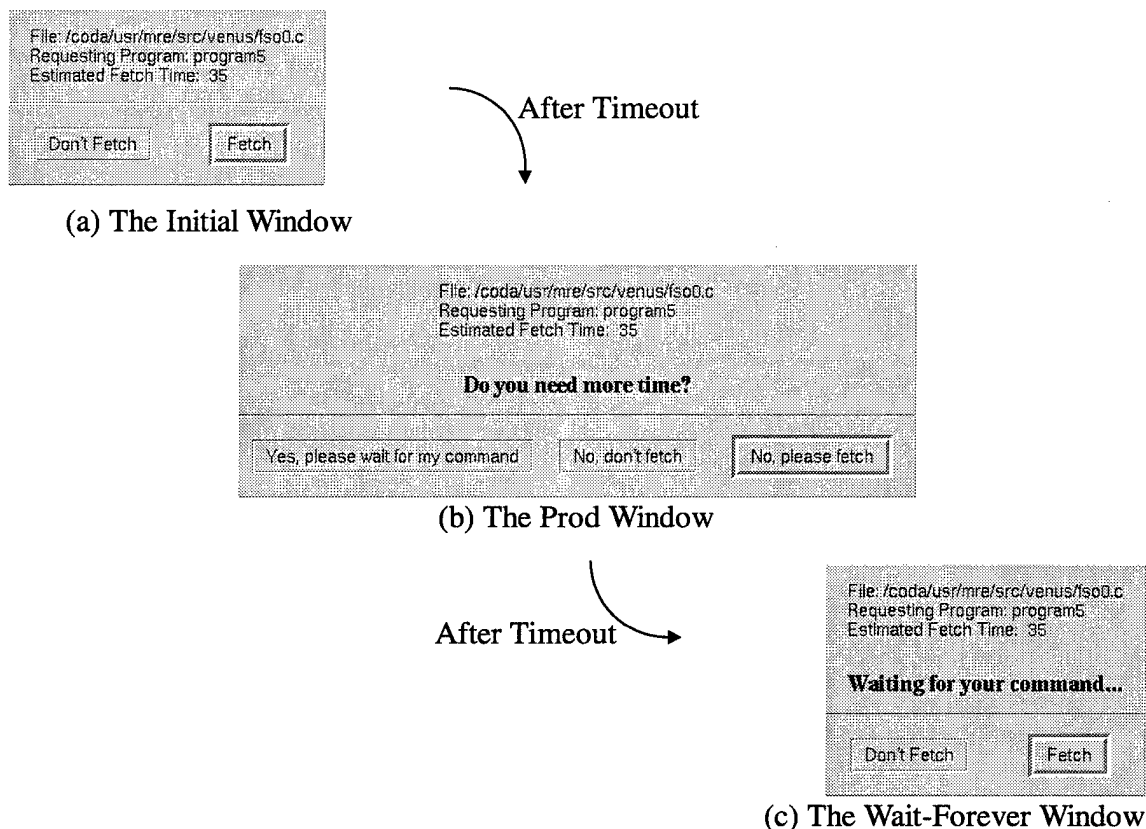 File: /coda/usr/mre/src/venus/fso0.c
Requesting Program: program5
Estimated Fetch Time: 35
Don't Fetch
Fetch
After Timeout
(a) The Initial Window
File: /coda/usr/mre/src/venus/fso0.c
Requesting Program: program5
Estimated Fetch Time: 35
Do you need more time?
Yes, please wait for my command
No, don't fetch
No, please fetch
(b) The Prod Window
After Timeout
File: /coda/usr/mre/src/venus/fso0.c
Requesting Program: program5
Estimated Fetch Time: 35
Waiting for your command...
Don't Fetch
Fetch
(c) The Wait-Forever Window